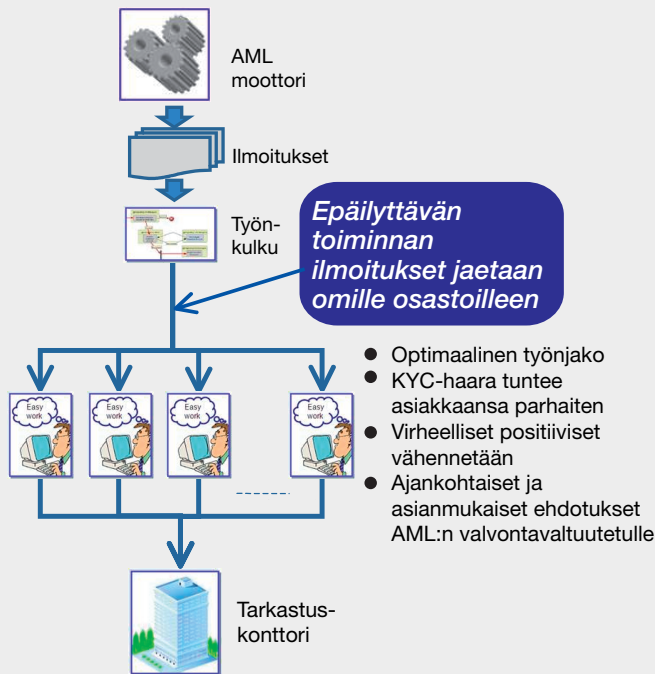 AML
moottori
Ilmoitukset
Työn-
kulku
Epäilyttävän
toiminnan
ilmoitukset jaetaan
omille osastoilleen
Easy
work
Easy
work
Easy
work
Easy
work
● Optimaalinen työnjako
● KYC-haara tuntee
asiakkaansa parhaiten
● Virheelliset positiiviset
vähennetään
● Ajankohtaiset ja
asianmukaiset ehdotukset
AML:n valvontavaltuutetulle
Tarkastus-
konttori